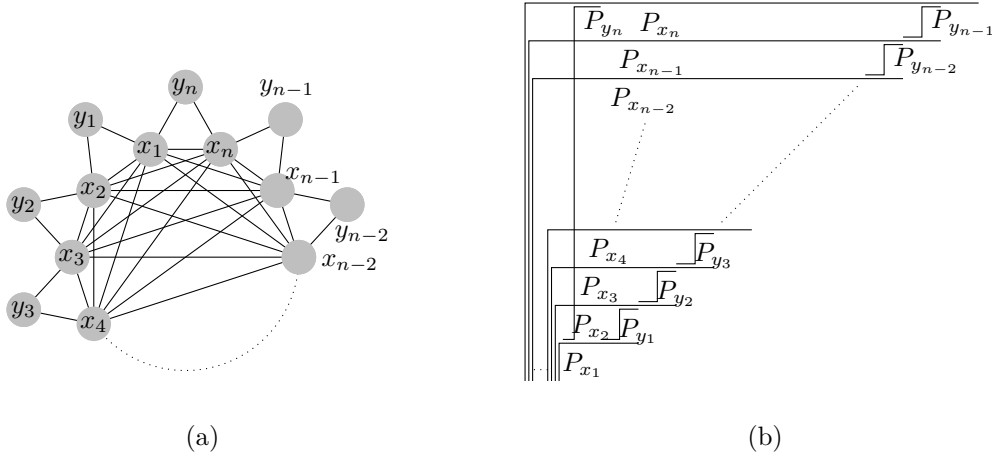 y_n
y_{n−1}
y_1
x_1
x_n
x_{n−1}
x_2
y_2
y_{n−2}
x_3
x_{n−2}
y_3
x_4
(a)
P_{y_n}
P_{x_n}
P_{y_{n−1}}
P_{x_{n−1}}
P_{y_{n−2}}
P_{x_{n−2}}
P_{x_4}
P_{y_3}
P_{x_3}
P_{y_2}
P_{x_2}
P_{y_1}
P_{x_1}
(b)